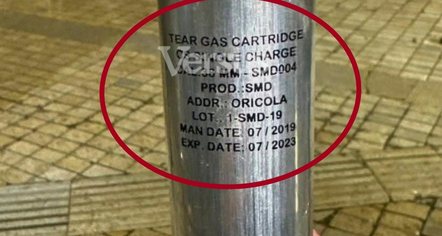 TEAR GAS CARTRIDGE
CHARGE
MM - SMD004
PROD.:SMD
ADDR.: ORICOLA
LOT.: 1-SMD-19
MAN DATE: 07/2019
EXP. DATE: 07/2023